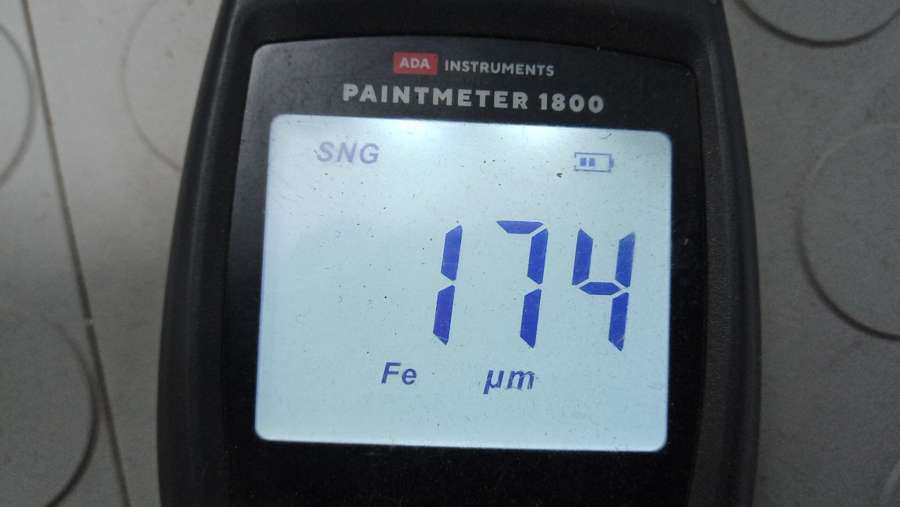 ADA INSTRUMENTS
PAINTMETER 1800
SNG
174
Fe µm